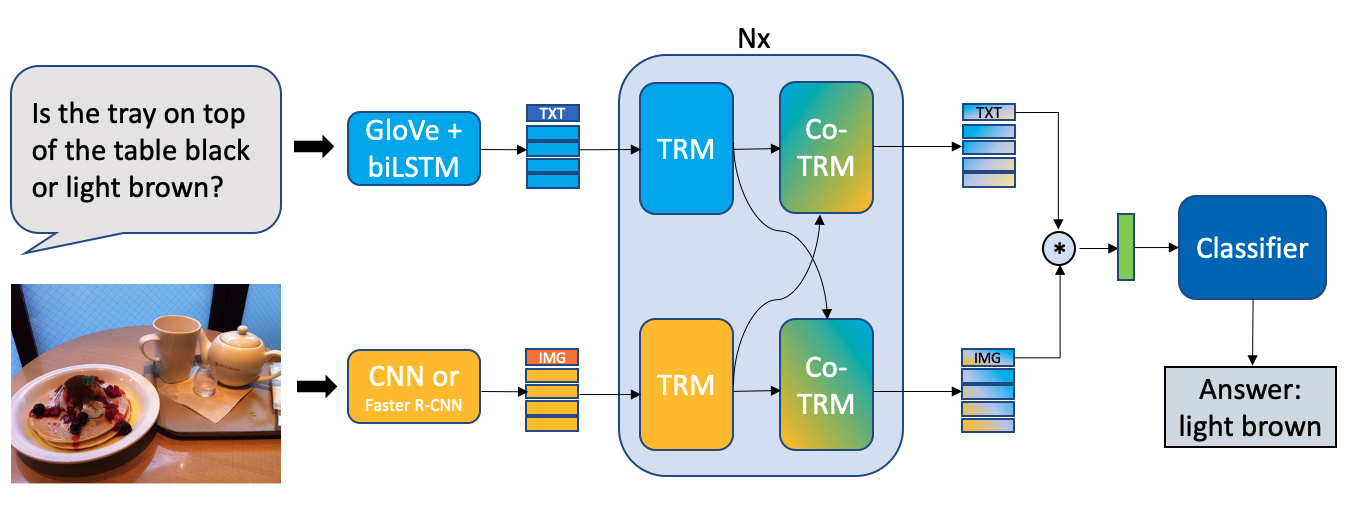 Nx
Is the tray on top
of the table black
or light brown?
GloVe +
biLSTM
TXT
TRM
Co-
TRM
TXT
*
Classifier
CNN or
Faster R-CNN
IMG
TRM
Co-
TRM
IMG
Answer:
light brown